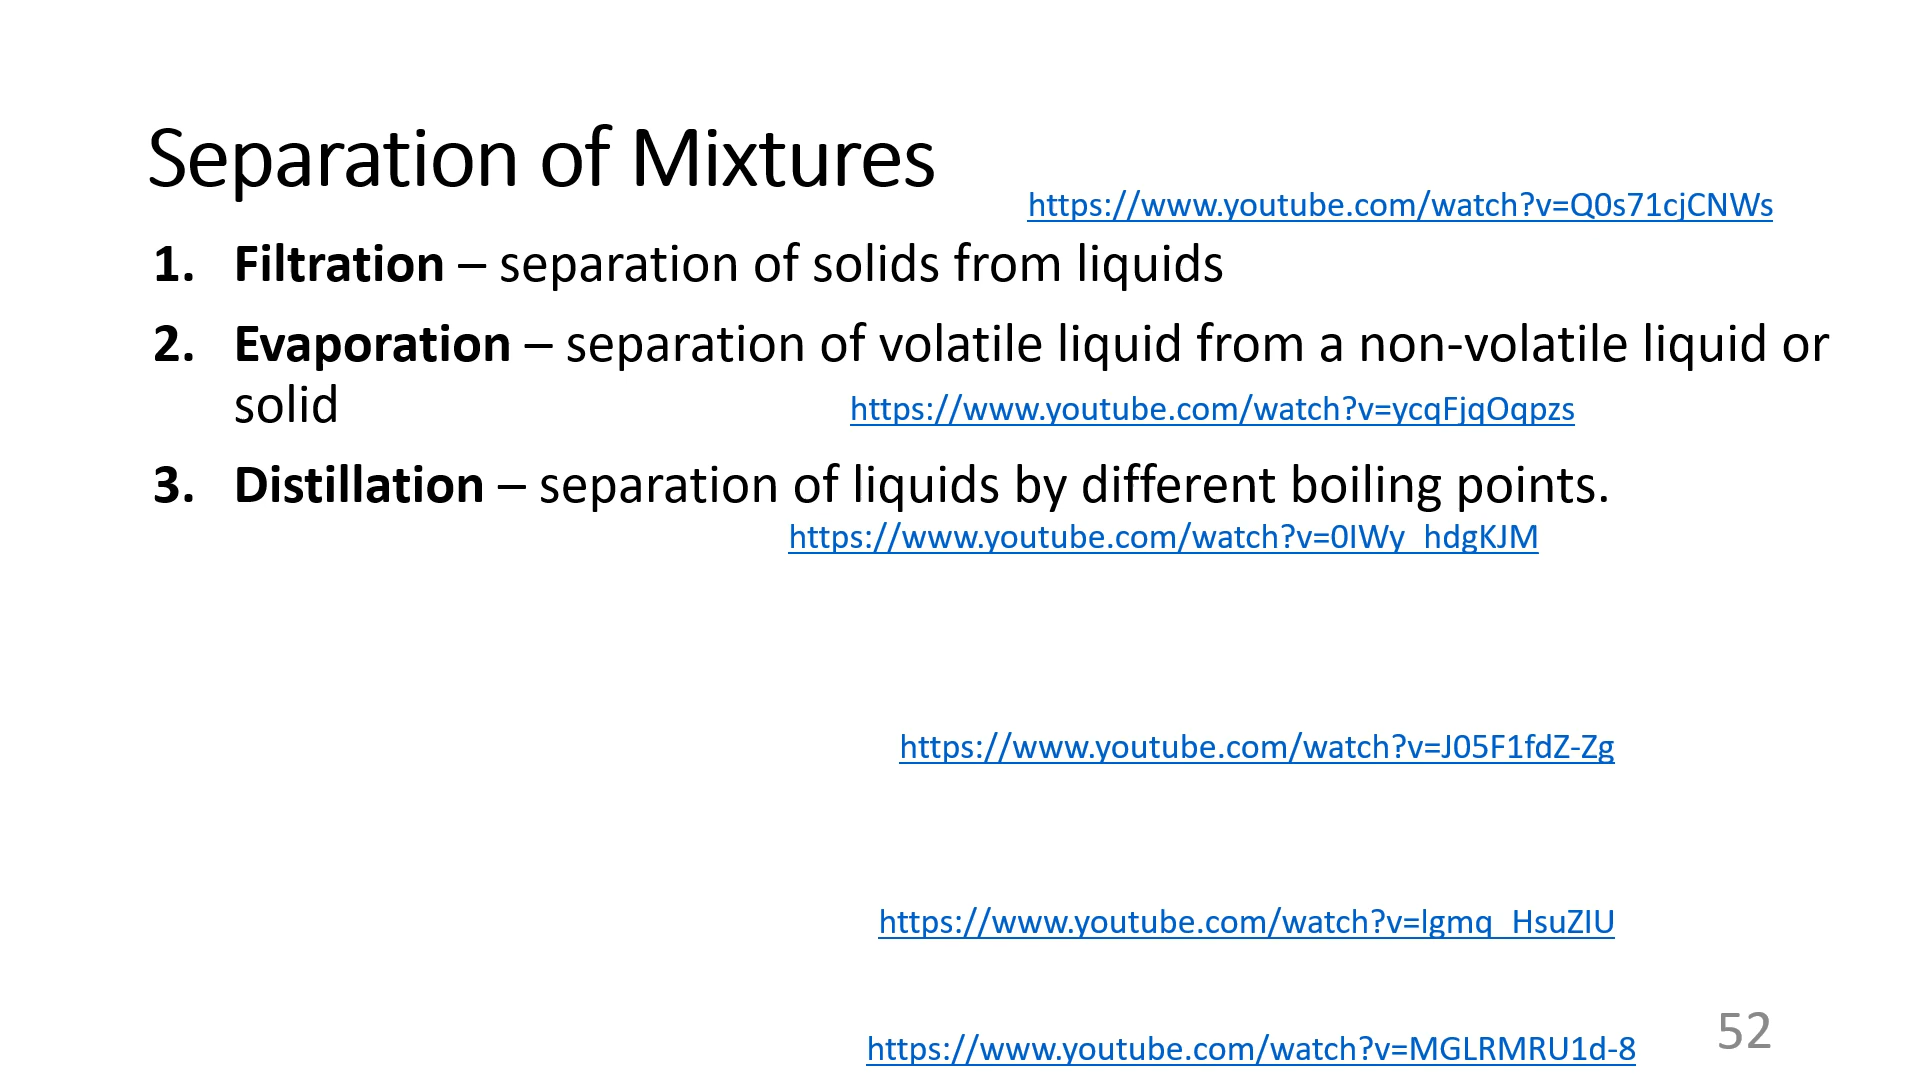 Separation of Mixtures
https://www.youtube.com/watch?v=Q0s71cjCNWs
1. Filtration – separation of solids from liquids
2. Evaporation – separation of volatile liquid from a non-volatile liquid or
solid
https://www.youtube.com/watch?v=ycqFjqOqpzs
3. Distillation – separation of liquids by different boiling points.
https://www.youtube.com/watch?v=0IWy_hdgKJM
https://www.youtube.com/watch?v=J05F1fdZ-Zg
https://www.youtube.com/watch?v=lgmq_HsuZIU
52
https://www.youtube.com/watch?v=MGLRMRU1d-8